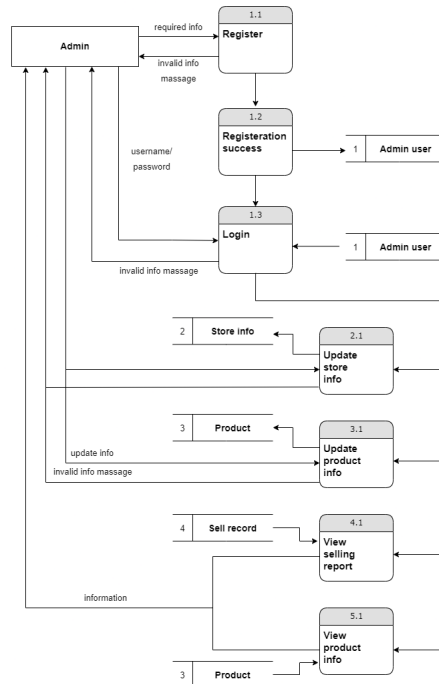 1.1
required info
Register
Admin
invalid info
massage
1.2
Registeration
success
1 Admin user
username/
password
1.3
Login
1 Admin user
invalid info massage
2 Store info
2.1
Update
store
info
3 Product
3.1
Update
product
info
update info
invalid info massage
4 Sell record
4.1
View
selling
report
information
5.1
View
product
info
3 Product